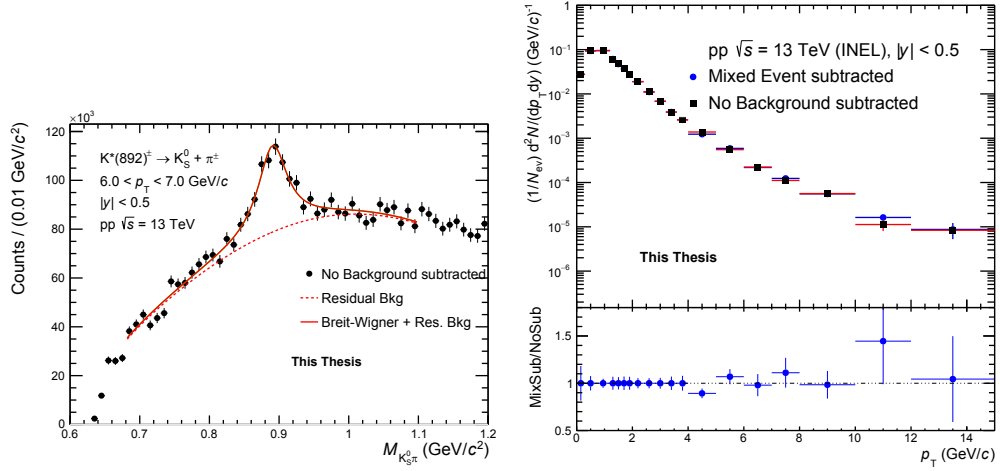 ×10³
120
100
80
60
40
20
0
Counts / (0.01 GeV/c²)
K*(892)± → K⁰S + π±
6.0 < pT < 7.0 GeV/c
|y| < 0.5
pp √s = 13 TeV
No Background subtracted
Residual Bkg
Breit-Wigner + Res. Bkg
This Thesis
0.6 0.7 0.8 0.9 1 1.1 1.2
MK⁰Sπ (GeV/c²)
(1/Nev) d²N/(dpTdy) (GeV/c)⁻¹
1
10⁻¹
10⁻²
10⁻³
10⁻⁴
10⁻⁵
10⁻⁶
pp √s = 13 TeV (INEL), |y| < 0.5
Mixed Event subtracted
No Background subtracted
This Thesis
MixSub/NoSub
1.5
1
0.5
0 2 4 6 8 10 12 14
pT (GeV/c)